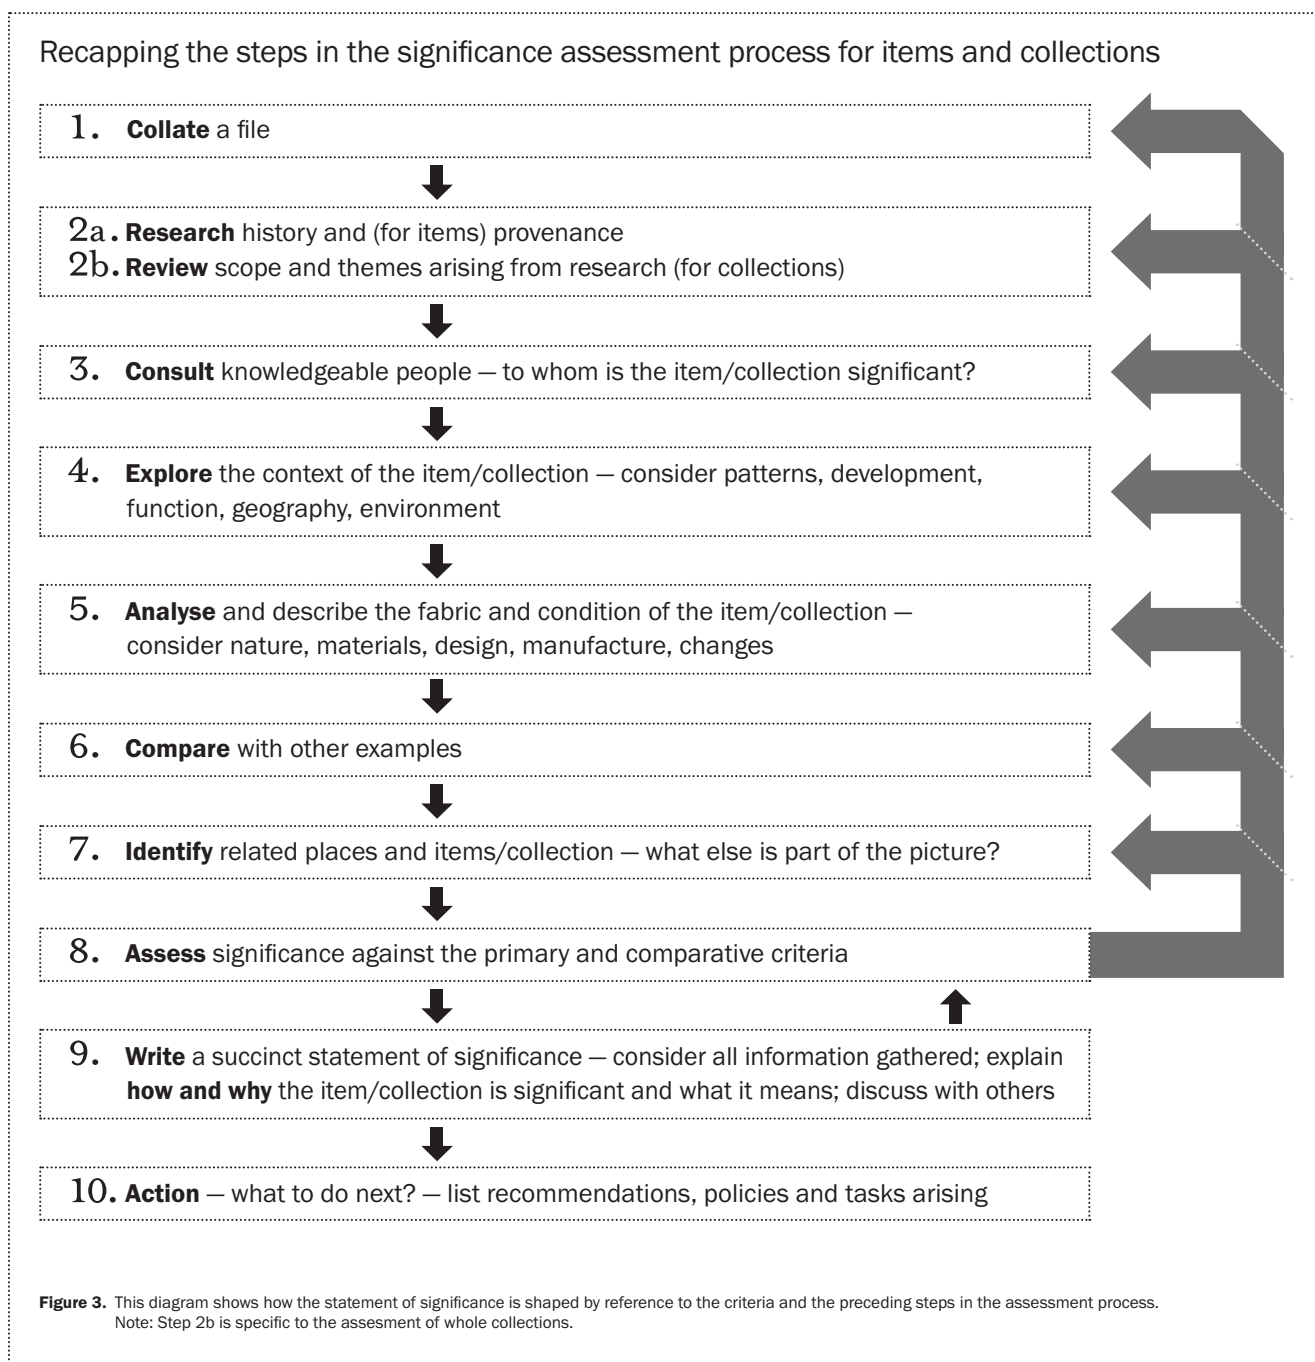 Recapping the steps in the significance assessment process for items and collections
1. Collate a file
2a. Research history and (for items) provenance
2b. Review scope and themes arising from research (for collections)
3. Consult knowledgeable people — to whom is the item/collection significant?
4. Explore the context of the item/collection — consider patterns, development,
function, geography, environment
5. Analyse and describe the fabric and condition of the item/collection —
consider nature, materials, design, manufacture, changes
6. Compare with other examples
7. Identify related places and items/collection — what else is part of the picture?
8. Assess significance against the primary and comparative criteria
9. Write a succinct statement of significance — consider all information gathered; explain
how and why the item/collection is significant and what it means; discuss with others
10. Action — what to do next? — list recommendations, policies and tasks arising
Figure 3. This diagram shows how the statement of significance is shaped by reference to the criteria and the preceding steps in the assessment process.
Note: Step 2b is specific to the assesment of whole collections.